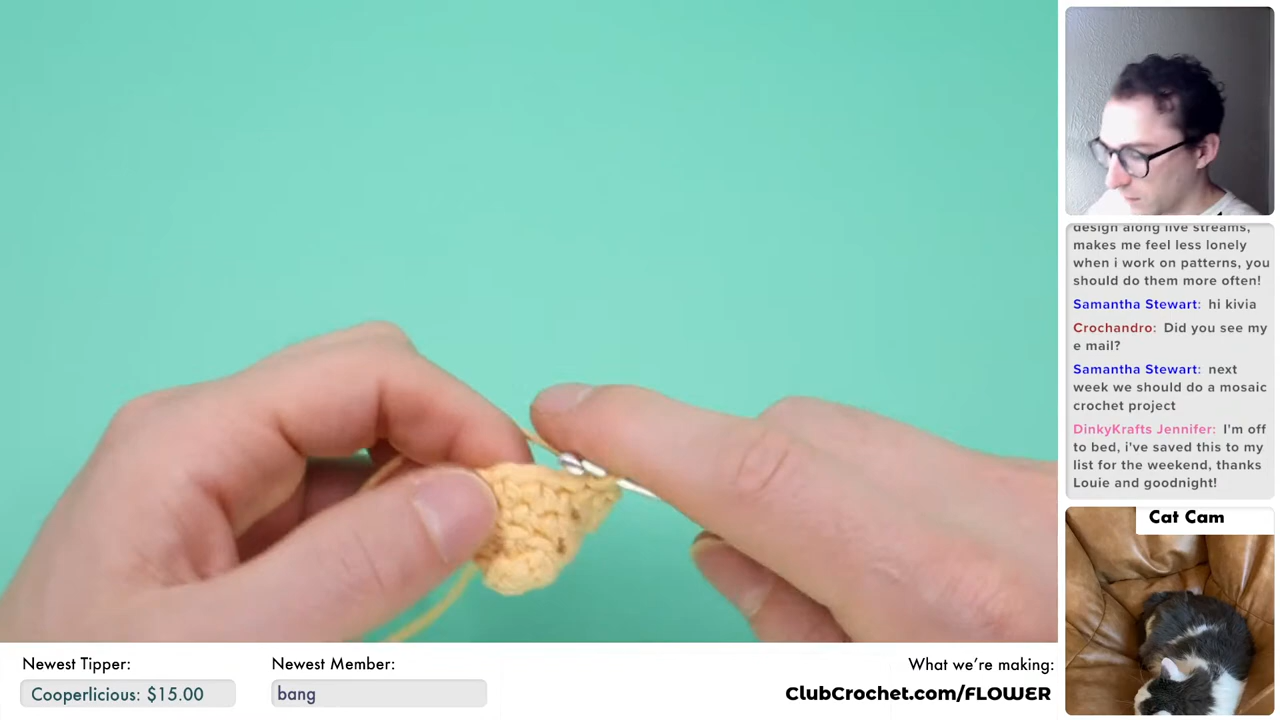 design along live streams,
makes me feel less lonely
when i work on patterns, you
should do them more often!
Samantha Stewart: hi kivia
Crochandro: Did you see my
e mail?
Samantha Stewart: next
week we should do a mosaic
crochet project
DinkyKrafts Jennifer: I'm off
to bed, i've saved this to my
list for the weekend, thanks
Louie and goodnight!
Cat Cam
Newest Tipper:
Cooperlicious: $15.00
Newest Member:
bang
What we're making:
ClubCrochet.com/FLOWER